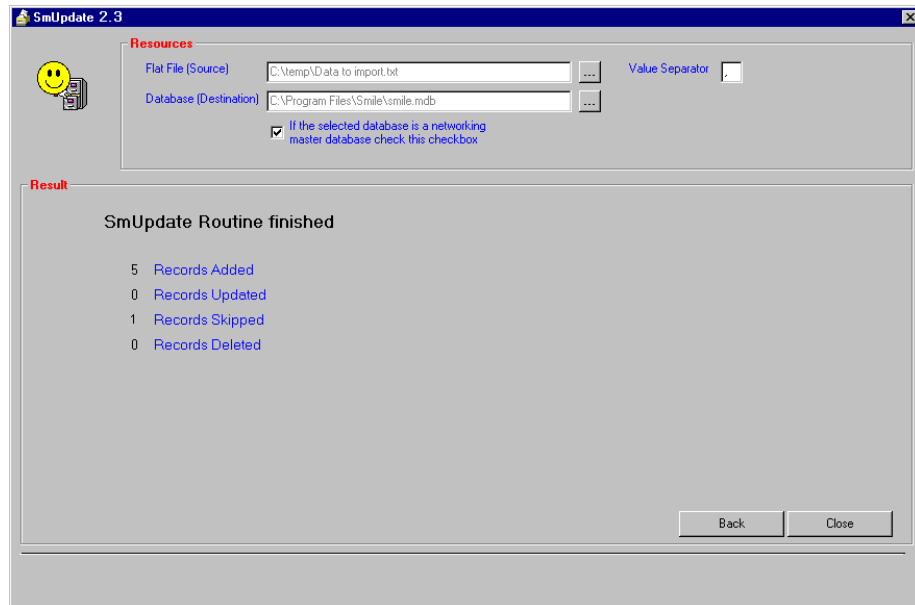 SmUpdate 2.3
Resources
Flat File (Source)
C:\temp\Data to import.txt
...
Value Separator
,
Database (Destination)
C:\Program Files\Smile\smile.mdb
...
If the selected database is a networking
master database check this checkbox
Result
SmUpdate Routine finished
5 Records Added
0 Records Updated
1 Records Skipped
0 Records Deleted
Back
Close